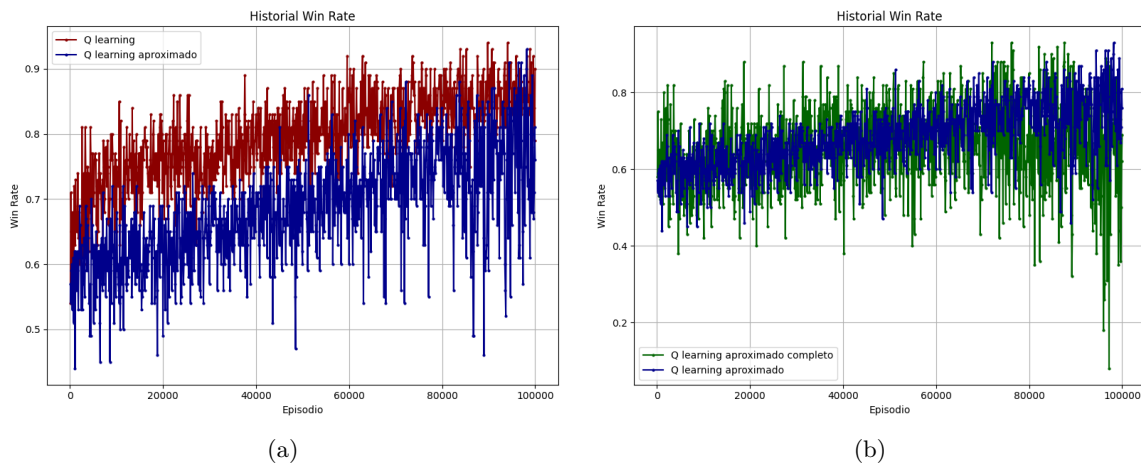 Historial Win Rate
Q learning
Q learning aproximado
Win Rate
0.9
0.8
0.7
0.6
0.5
0 20000 40000 60000 80000 100000
Episodio
(a)
Historial Win Rate
Win Rate
0.8
0.6
0.4
0.2
Q learning aproximado completo
Q learning aproximado
0 20000 40000 60000 80000 100000
Episodio
(b)